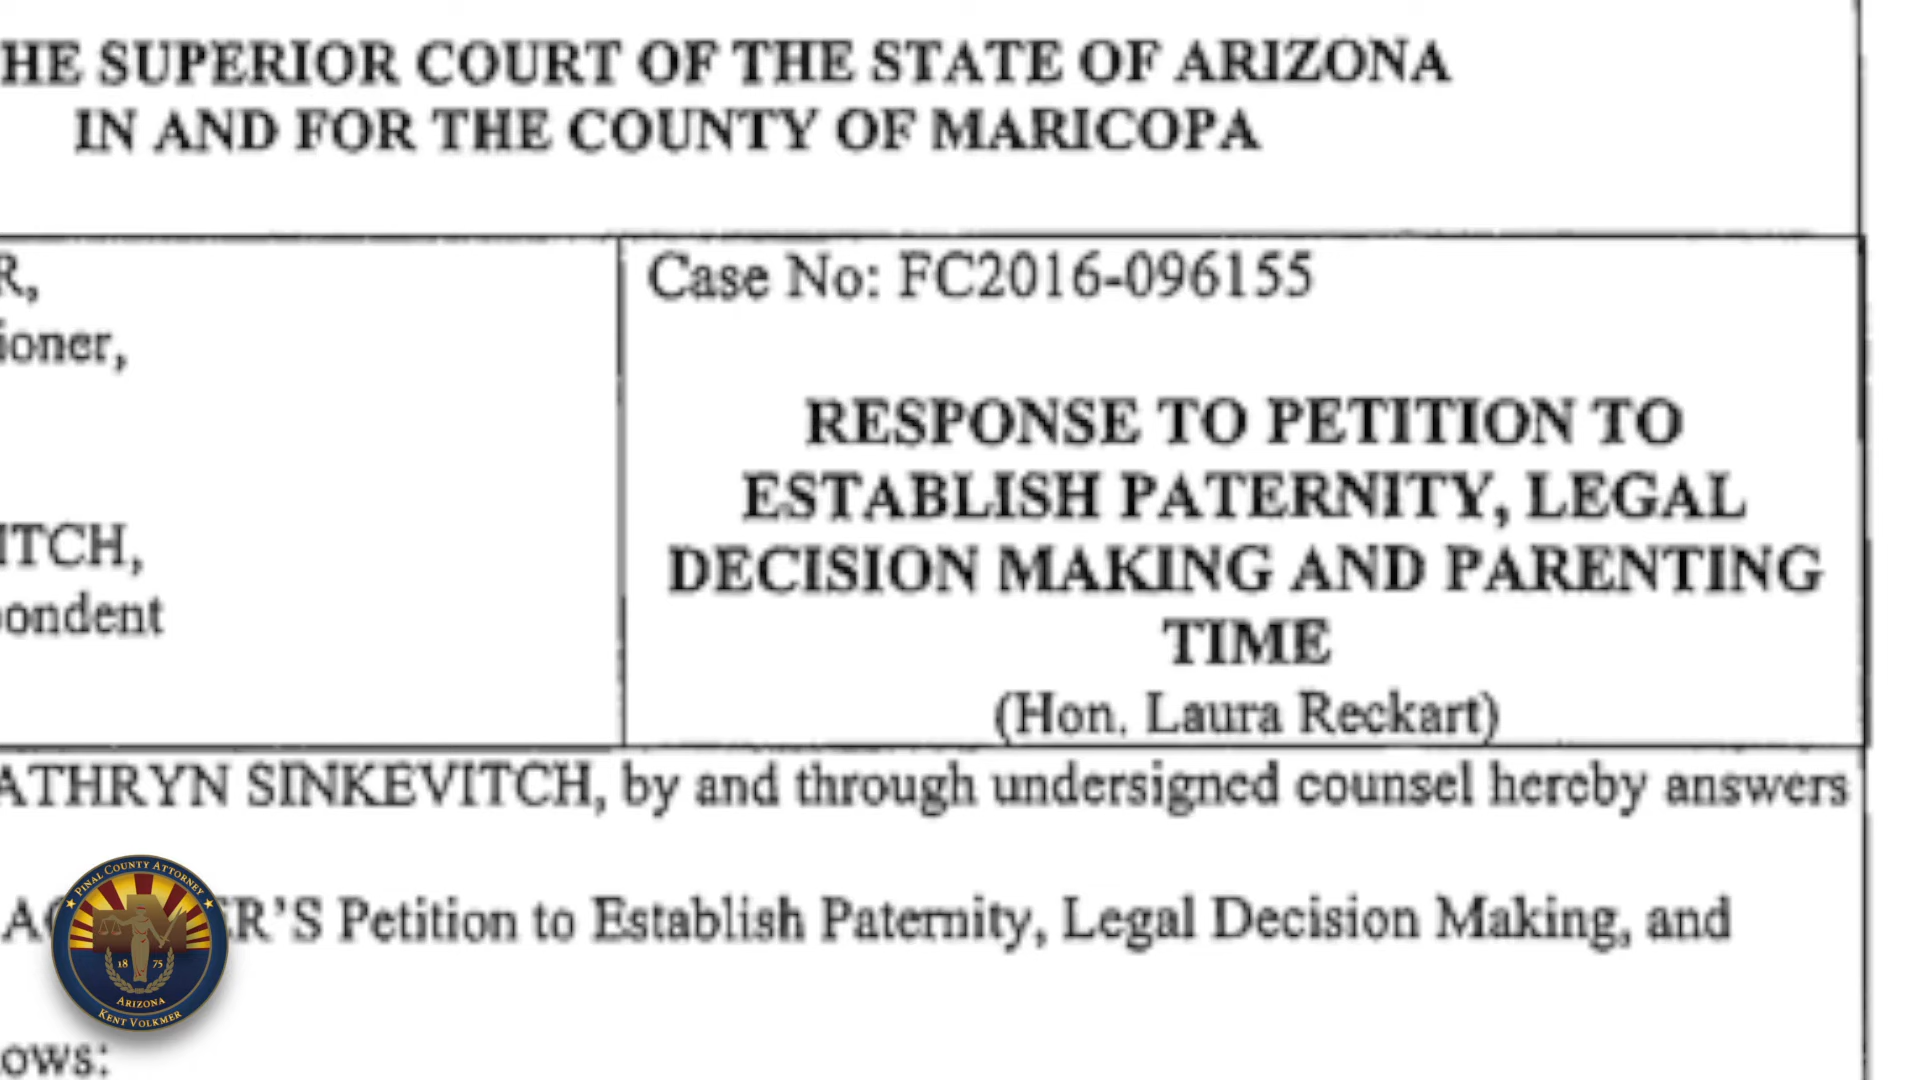 HE SUPERIOR COURT OF THE STATE OF ARIZONA
IN AND FOR THE COUNTY OF MARICOPA
R,
ioner,
ITCH,
pondent
Case No: FC2016-096155
RESPONSE TO PETITION TO
ESTABLISH PATERNITY, LEGAL
DECISION MAKING AND PARENTING
TIME
(Hon. Laura Reckart)
ATHRYN SINKEVITCH, by and through undersigned counsel hereby answers
ER'S Petition to Establish Paternity, Legal Decision Making, and
lows:
PINAL COUNTY ATTORNEY
18 75
ARIZONA
KENT VOLKMER